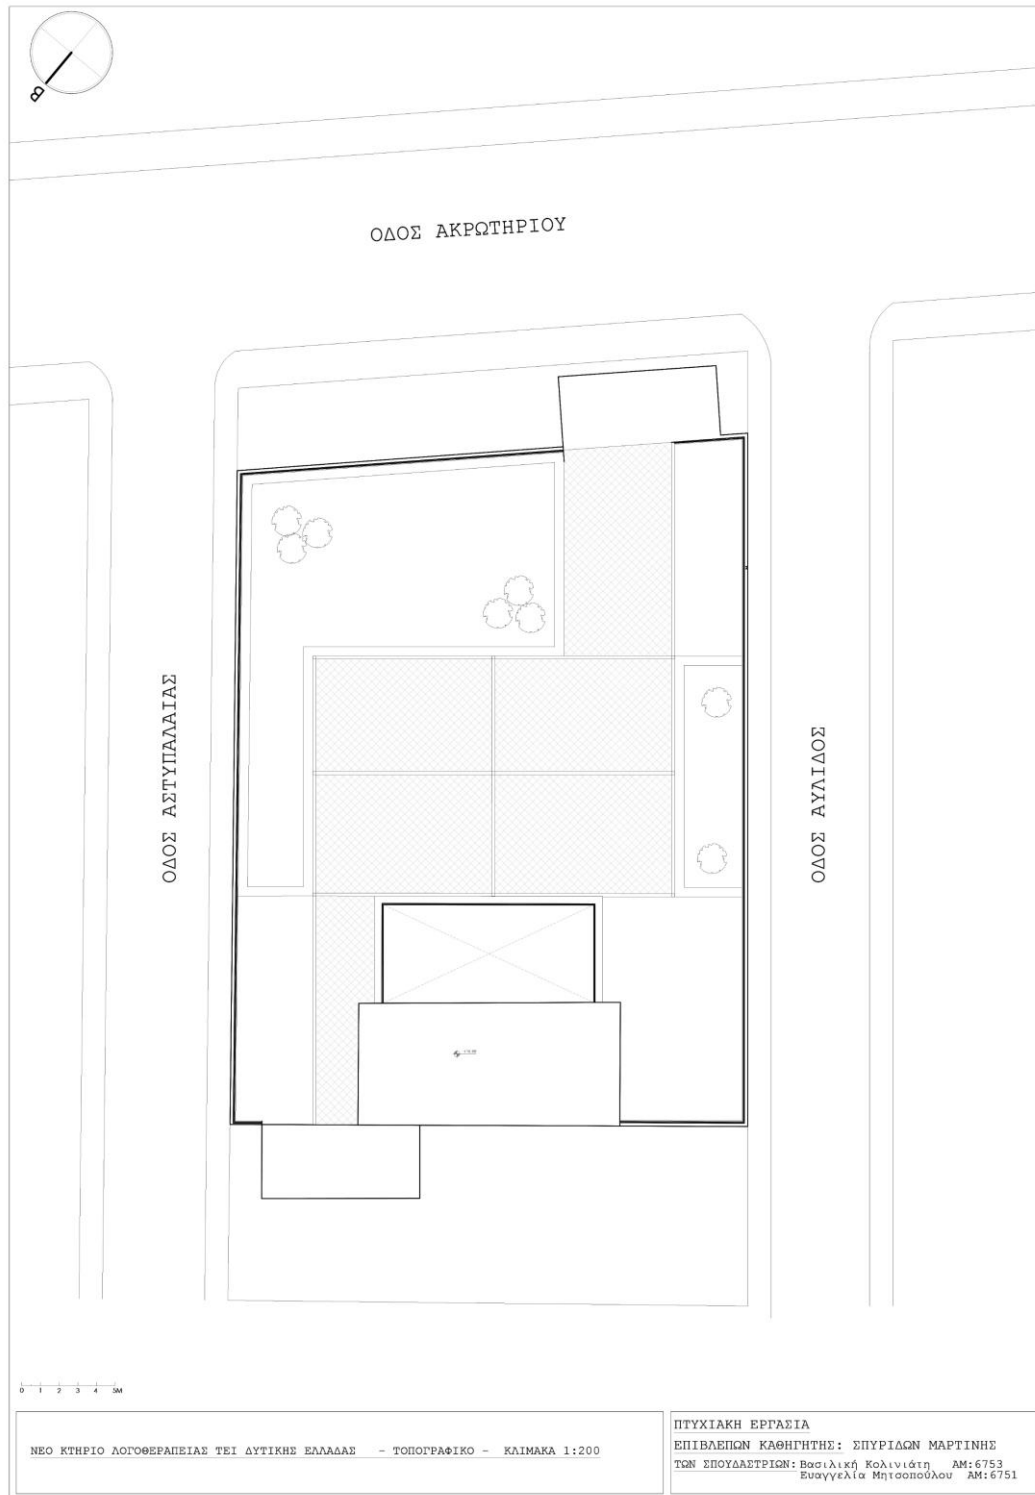 Β
ΟΔΟΣ ΑΚΡΩΤΗΡΙΟΥ
ΟΔΟΣ ΑΣΤΥΠΑΛΑΙΑΣ
ΟΔΟΣ ΑΥΛΙΔΟΣ
0 1 2 3 4 5M
ΝΕΟ ΚΤΗΡΙΟ ΛΟΓΟΘΕΡΑΠΕΙΑΣ ΤΕΙ ΔΥΤΙΚΗΣ ΕΛΛΑΔΑΣ - ΤΟΠΟΓΡΑΦΙΚΟ - ΚΛΙΜΑΚΑ 1:200
ΠΤΥΧΙΑΚΗ ΕΡΓΑΣΙΑ
ΕΠΙΒΛΕΠΩΝ ΚΑΘΗΓΗΤΗΣ: ΣΠΥΡΙΔΩΝ ΜΑΡΤΙΝΗΣ
ΤΩΝ ΣΠΟΥΔΑΣΤΡΙΩΝ: Βασιλική Κολινιάτη ΑΜ:6753
Ευαγγελία Μητσοπούλου ΑΜ:6751